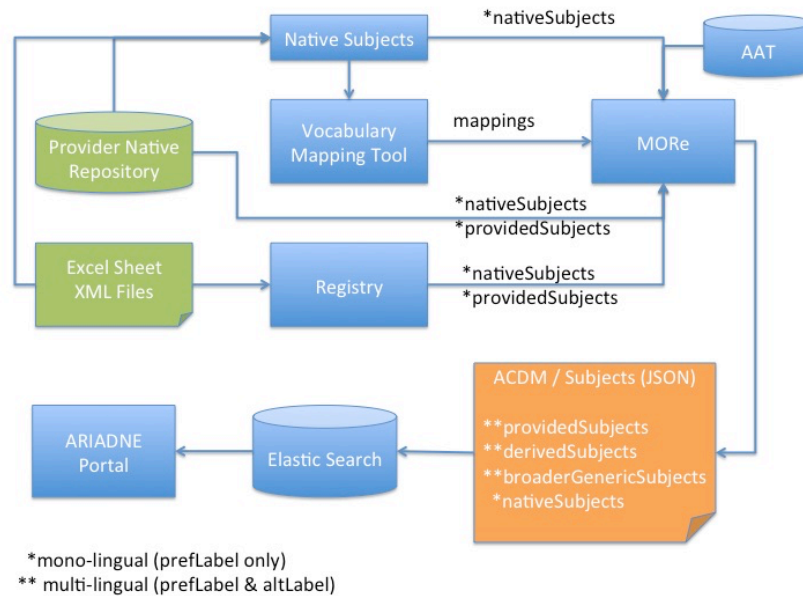 *nativeSubjects
Native Subjects
AAT
Provider Native
Repository
Vocabulary
Mapping Tool
mappings
MORe
*nativeSubjects
*providedSubjects
Excel Sheet
XML Files
Registry
*nativeSubjects
*providedSubjects
ACDM / Subjects (JSON)
**providedSubjects
**derivedSubjects
**broaderGenericSubjects
*nativeSubjects
ARIADNE
Portal
Elastic Search
*mono-lingual (prefLabel only)
** multi-lingual (prefLabel & altLabel)